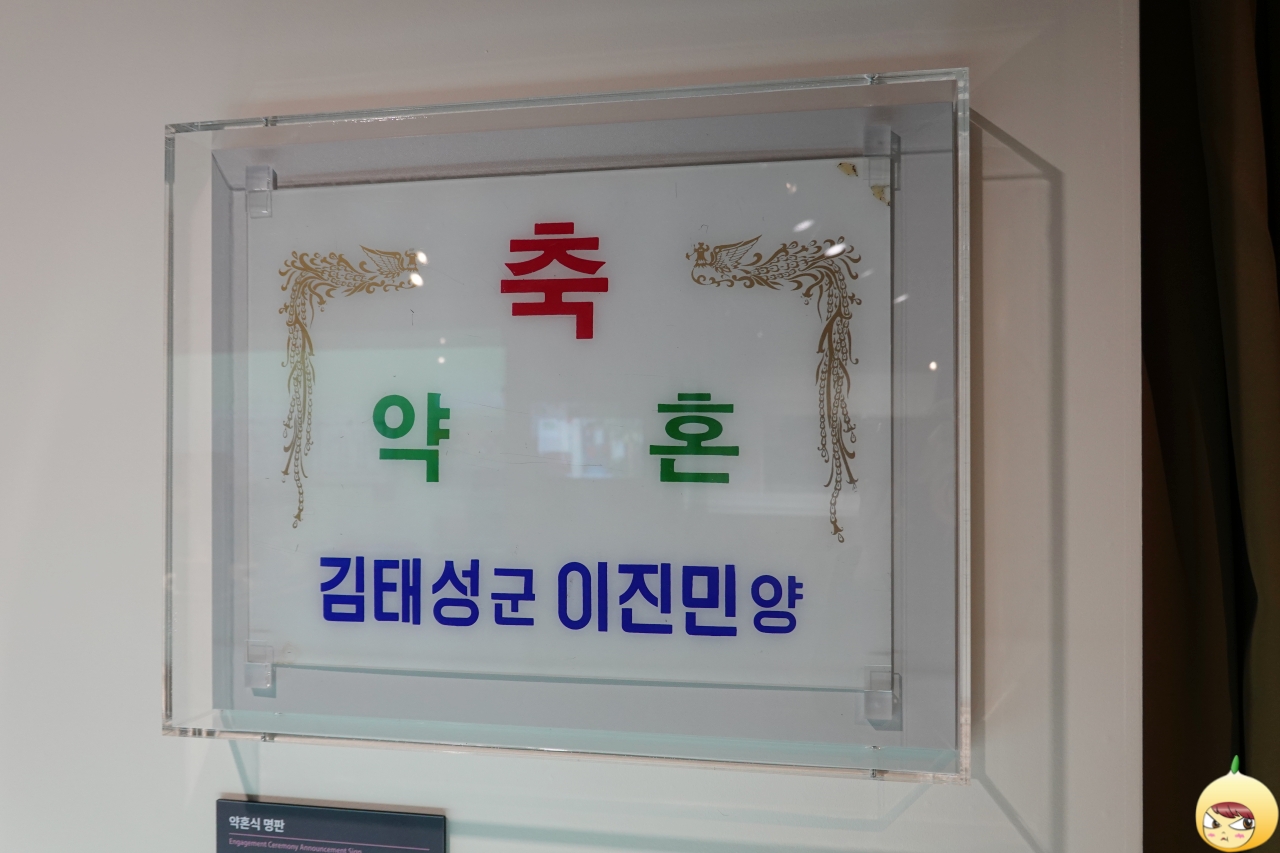 축
약 혼
김태성군 이진민양
약혼식 명판
Engagement Ceremony Announcement Sign